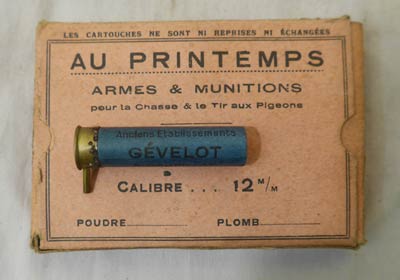 LES CARTOUCHES NE SONT NI REPRISES NI ÉCHANGÉES
AU PRINTEMPS
ARMES & MUNITIONS
pour la Chasse & le Tir aux Pigeons
Anciens Etablissements
GÉVELOT
CALIBRE . . . 12 M/M
POUDRE
PLOMB